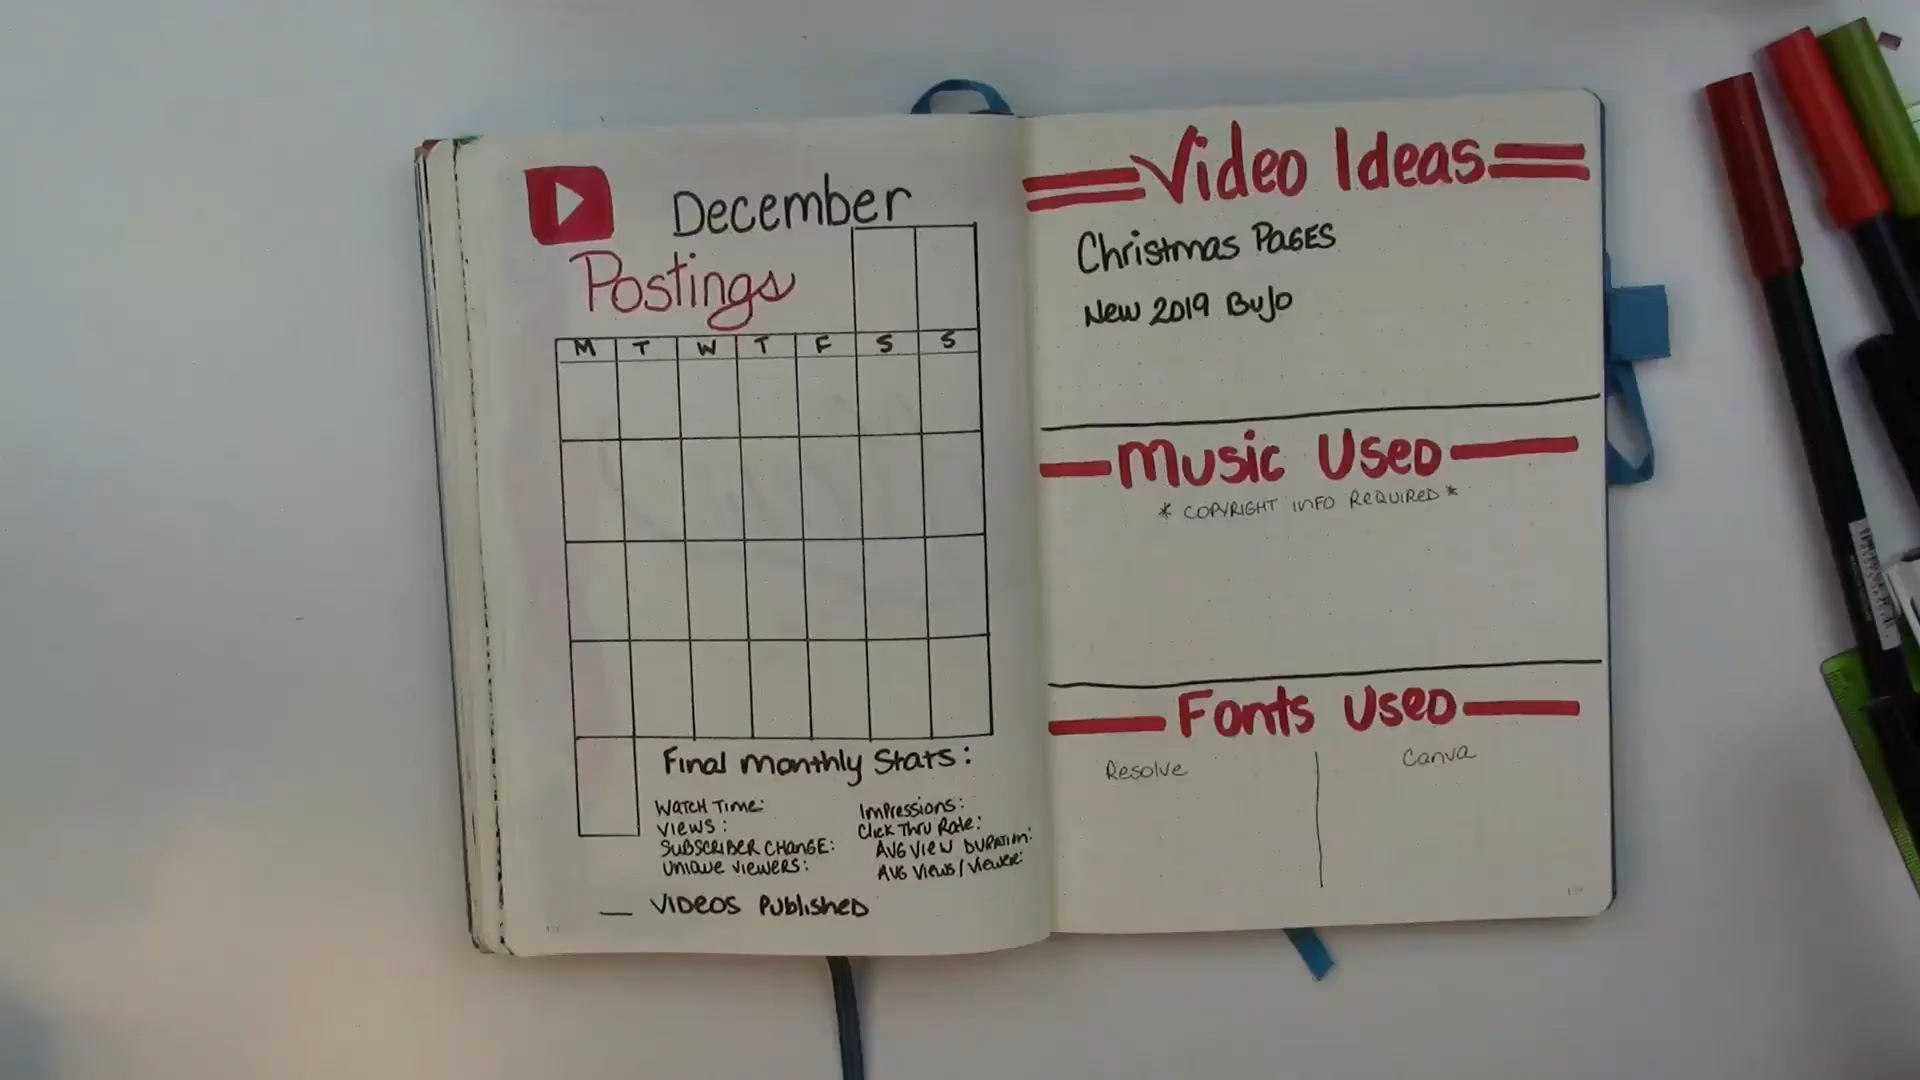 December
Postings
M T W T F S S
Final Monthly Stats:
Watch Time:
Views:
Subscriber Change:
Unique Viewers:
Impressions:
Click Thru Rate:
Avg View Duration:
Avg Views/Viewer:
__ Videos Published
Video Ideas
Christmas Pages
New 2019 BuJo
Music Used
* Copyright info Required *
Fonts Used
Resolve
Canva